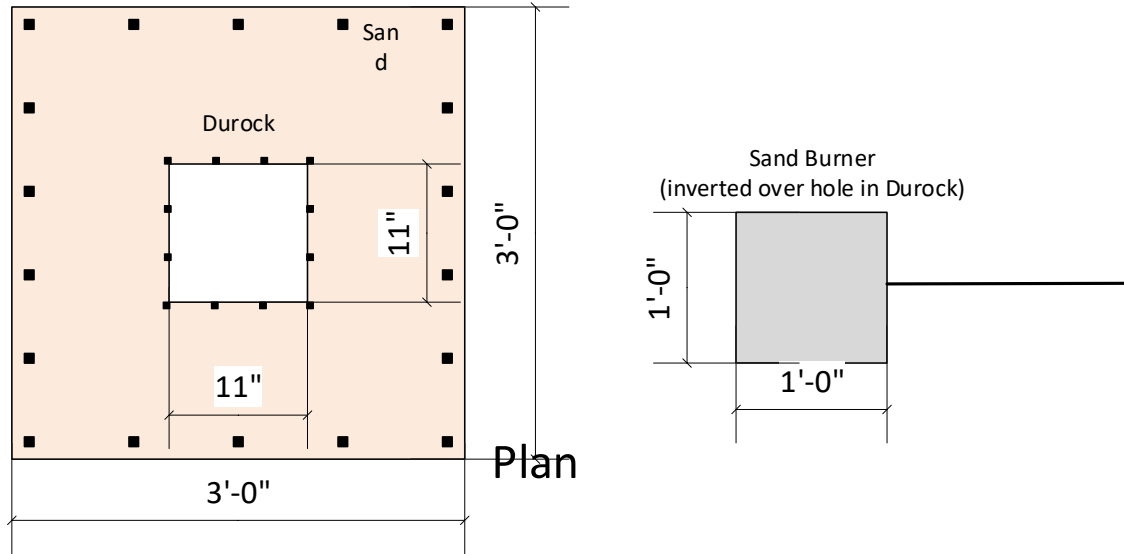 San
d
Durock
11"
3'-0"
11"
Plan
3'-0"
Sand Burner
(inverted over hole in Durock)
1'-0"
1'-0"